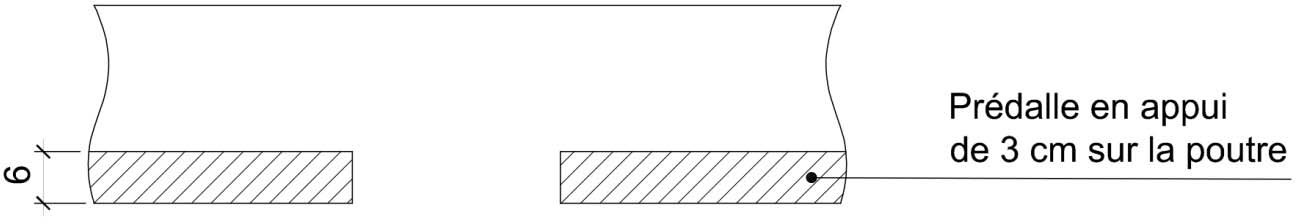 Prédalle en appui
de 3 cm sur la poutre
6